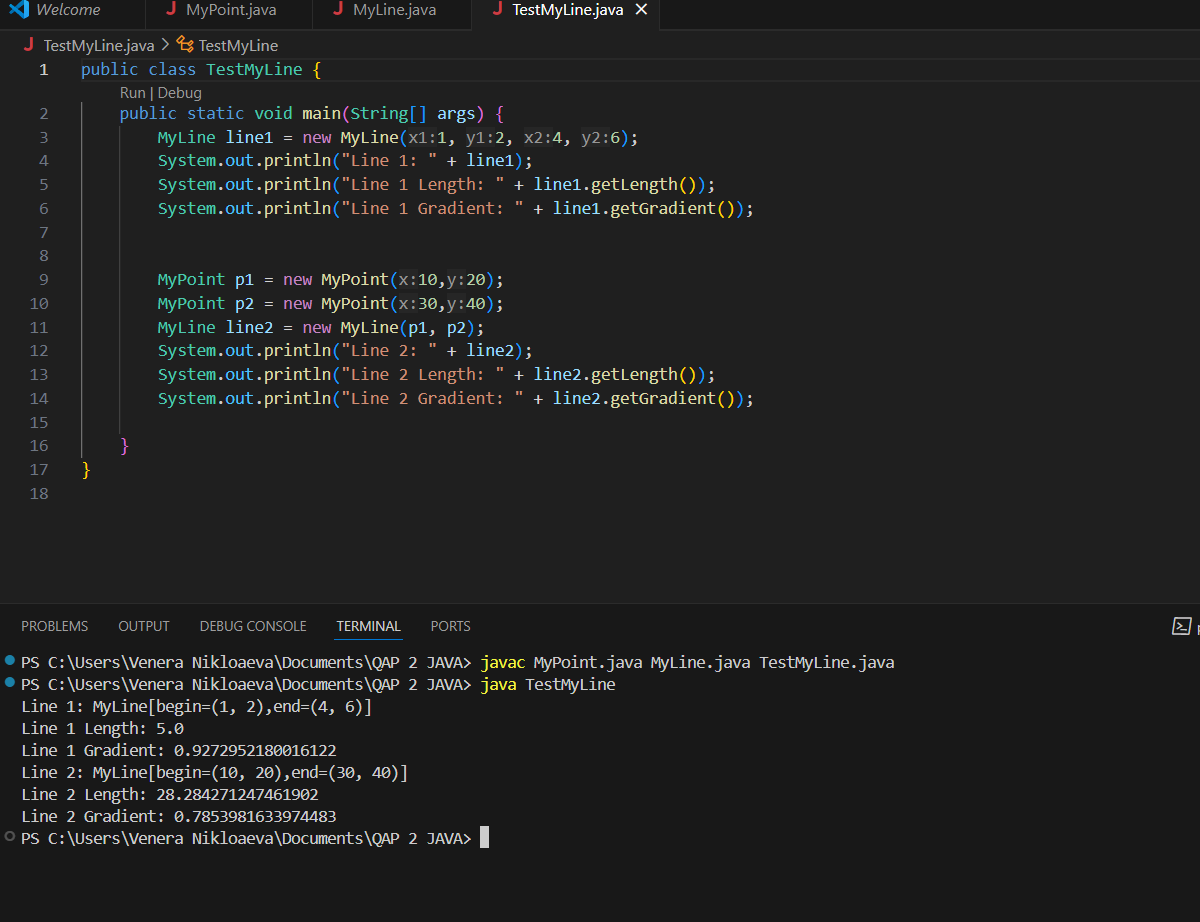 Welcome MyPoint.java MyLine.java TestMyLine.java
TestMyLine.java > TestMyLine
1 public class TestMyLine {
Run | Debug
2 public static void main(String[] args) {
3 MyLine line1 = new MyLine(x1:1, y1:2, x2:4, y2:6);
4 System.out.println("Line 1: " + line1);
5 System.out.println("Line 1 Length: " + line1.getLength());
6 System.out.println("Line 1 Gradient: " + line1.getGradient());
7
8
9 MyPoint p1 = new MyPoint(x:10,y:20);
10 MyPoint p2 = new MyPoint(x:30,y:40);
11 MyLine line2 = new MyLine(p1, p2);
12 System.out.println("Line 2: " + line2);
13 System.out.println("Line 2 Length: " + line2.getLength());
14 System.out.println("Line 2 Gradient: " + line2.getGradient());
15
16 }
17 }
18
PROBLEMS OUTPUT DEBUG CONSOLE TERMINAL PORTS
PS C:\Users\Venera Nikloaeva\Documents\QAP 2 JAVA> javac MyPoint.java MyLine.java TestMyLine.java
PS C:\Users\Venera Nikloaeva\Documents\QAP 2 JAVA> java TestMyLine
Line 1: MyLine[begin=(1, 2),end=(4, 6)]
Line 1 Length: 5.0
Line 1 Gradient: 0.9272952180016122
Line 2: MyLine[begin=(10, 20),end=(30, 40)]
Line 2 Length: 28.284271247461902
Line 2 Gradient: 0.7853981633974483
PS C:\Users\Venera Nikloaeva\Documents\QAP 2 JAVA>